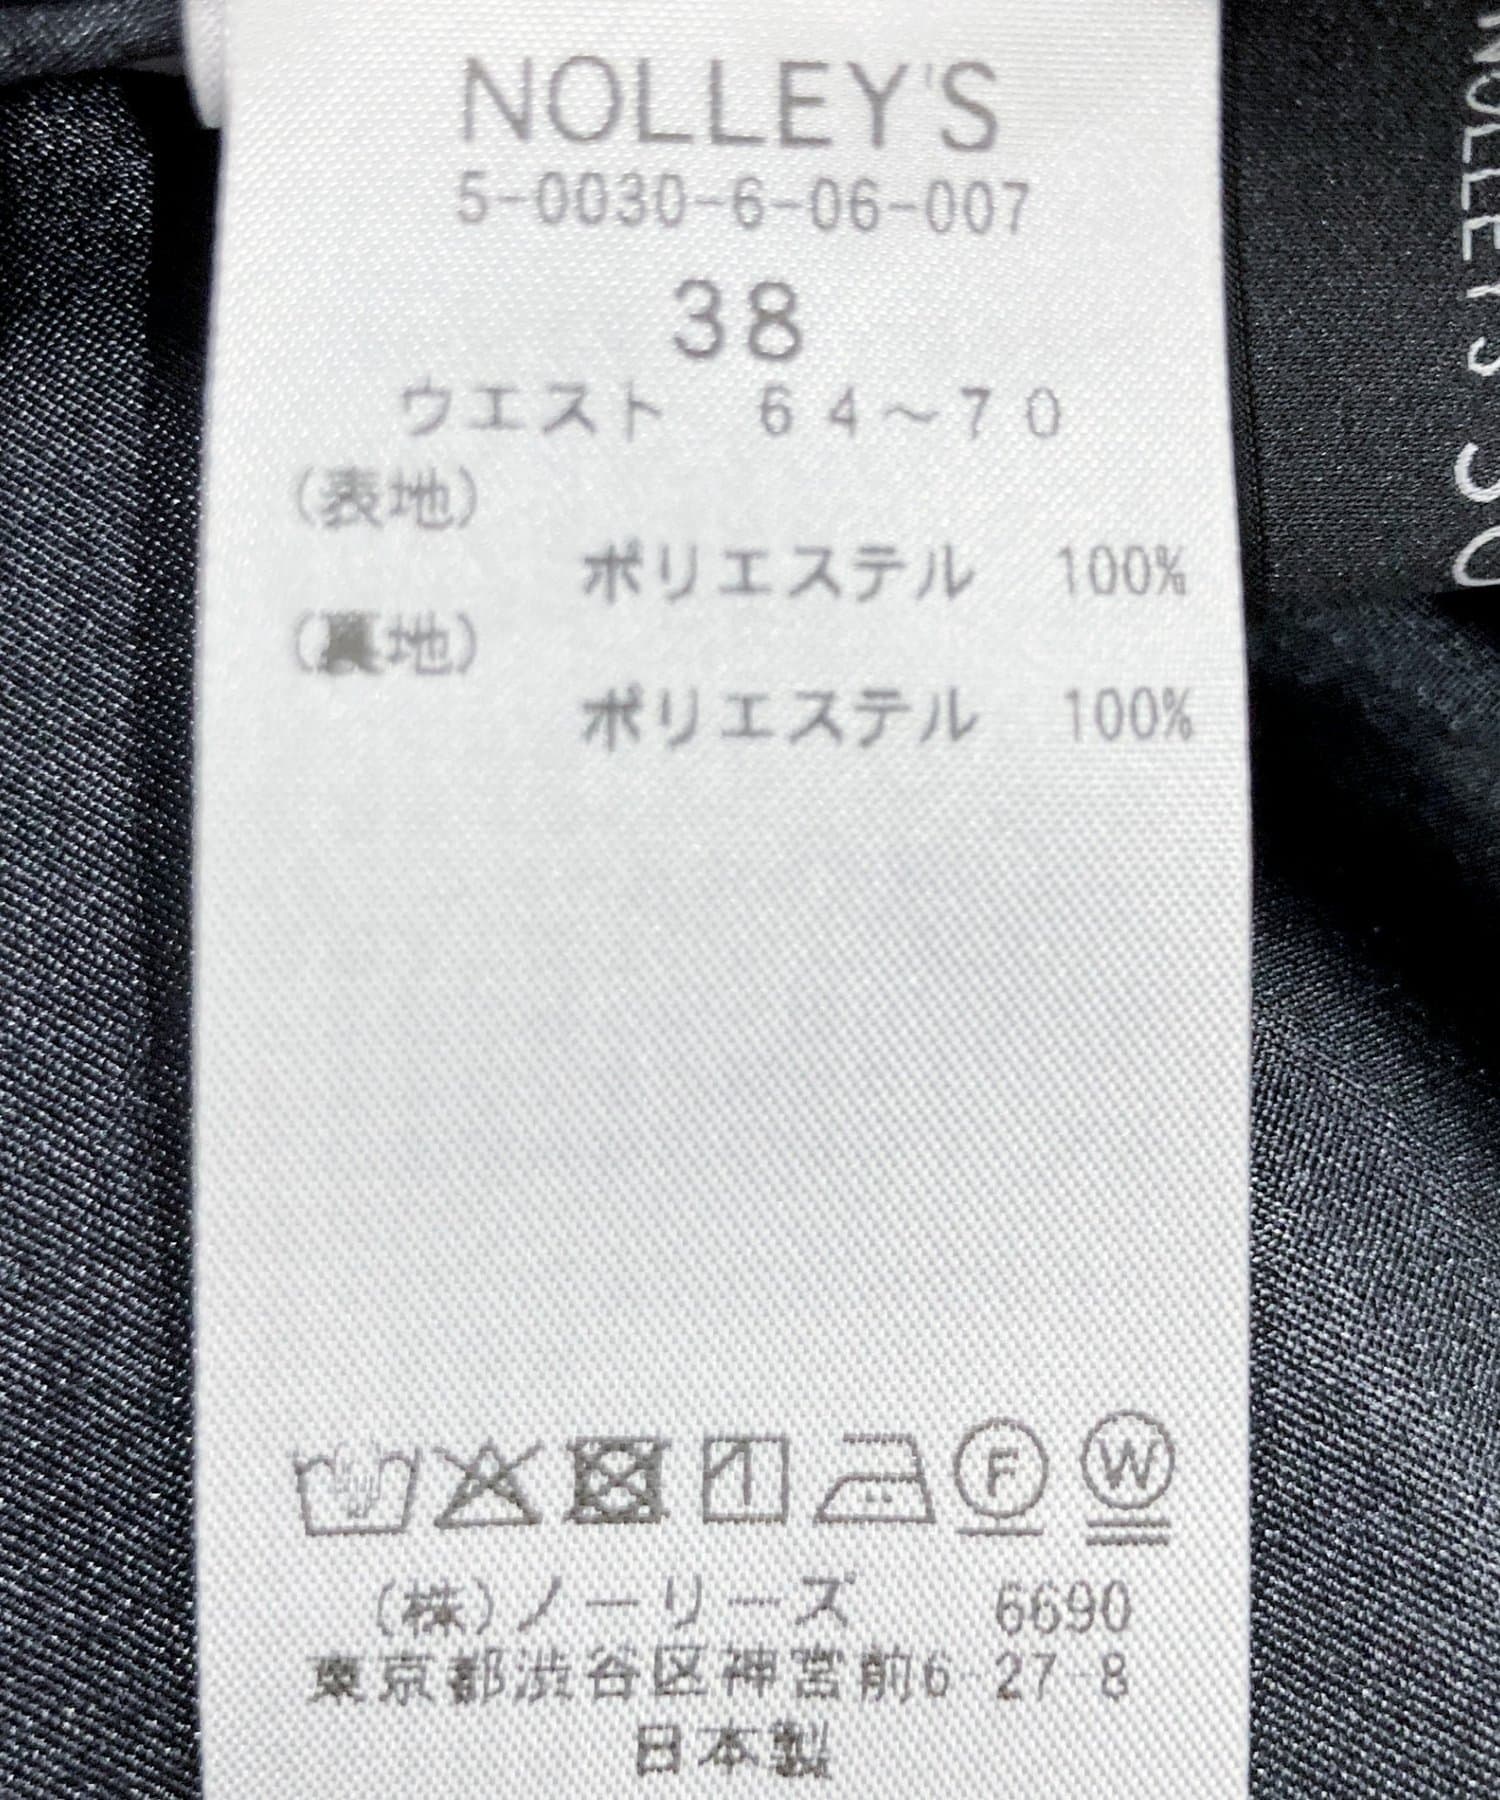 NOLLEY'S
5-0030-6-06-007
38
ウエスト　64～70
(表地)
ポリエステル　100%
(裏地)
ポリエステル　100%
F W
(株)ノーリーズ　6690
東京都渋谷区神宮前6-27-8
日本製
NOLLEY'S